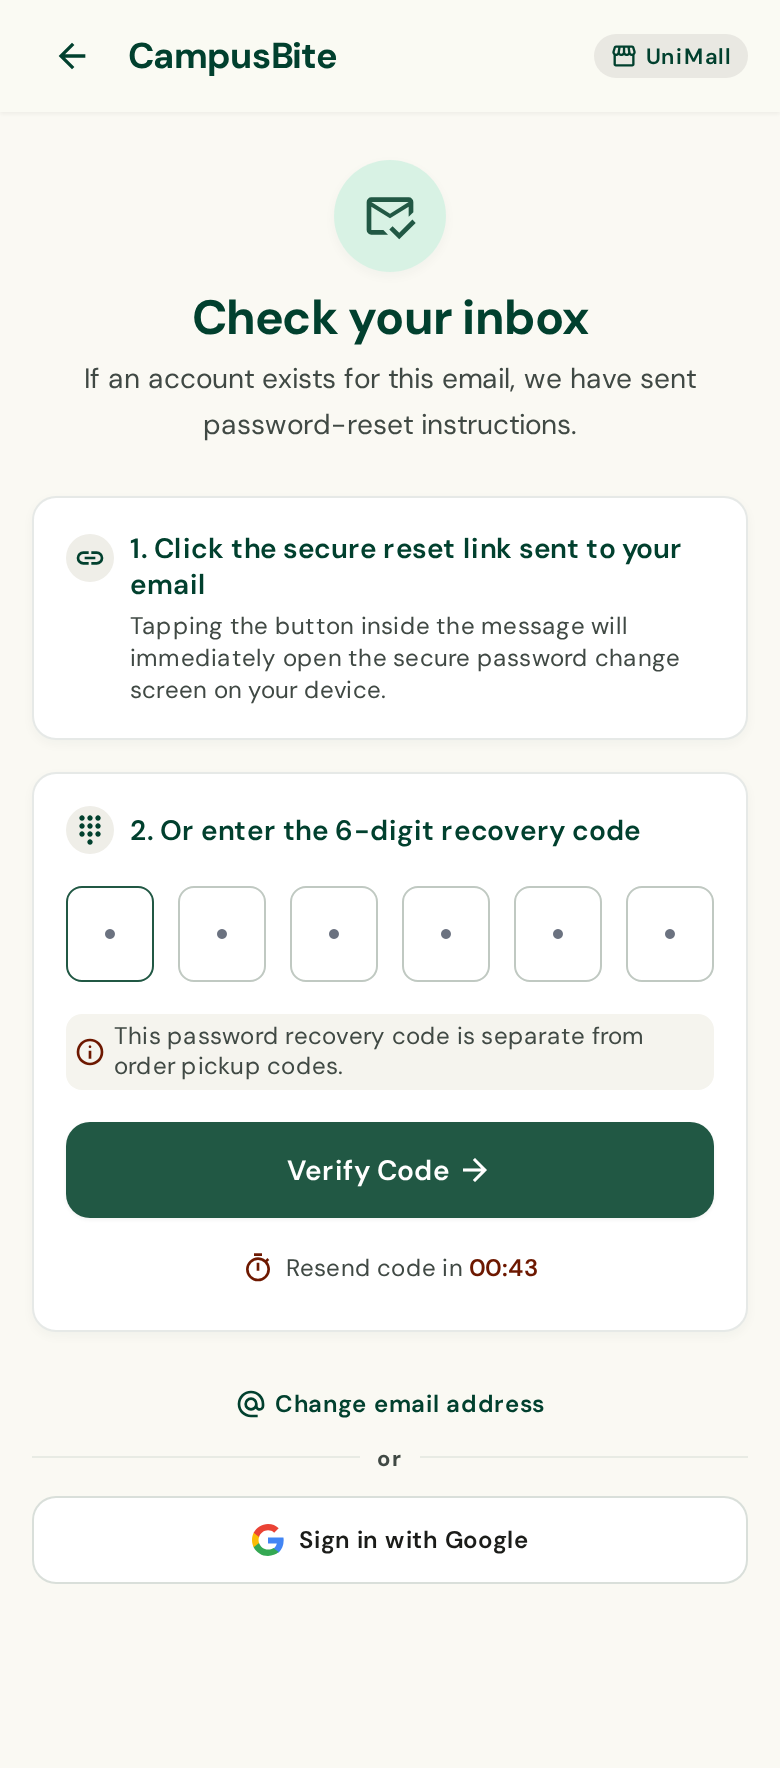 CampusBite
UniMall
Check your inbox
If an account exists for this email, we have sent
password-reset instructions.
1. Click the secure reset link sent to your
email
Tapping the button inside the message will
immediately open the secure password change
screen on your device.
2. Or enter the 6-digit recovery code
This password recovery code is separate from
order pickup codes.
Verify Code →
Resend code in 00:43
Change email address
or
Sign in with Google